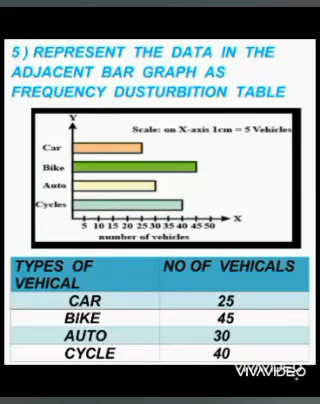 5 ) REPRESENT THE DATA IN THE
ADJACENT BAR GRAPH AS
FREQUENCY DUSTURBITION TABLE
Y
Scale: on X-axis 1cm = 5 Vehicles
Car
Bike
Auto
Cycles
X
5 10 15 20 25 30 35 40 45 50
number of vehicles
TYPES OF VEHICAL NO OF VEHICALS
CAR 25
BIKE 45
AUTO 30
CYCLE 40
VIVAVIDEO